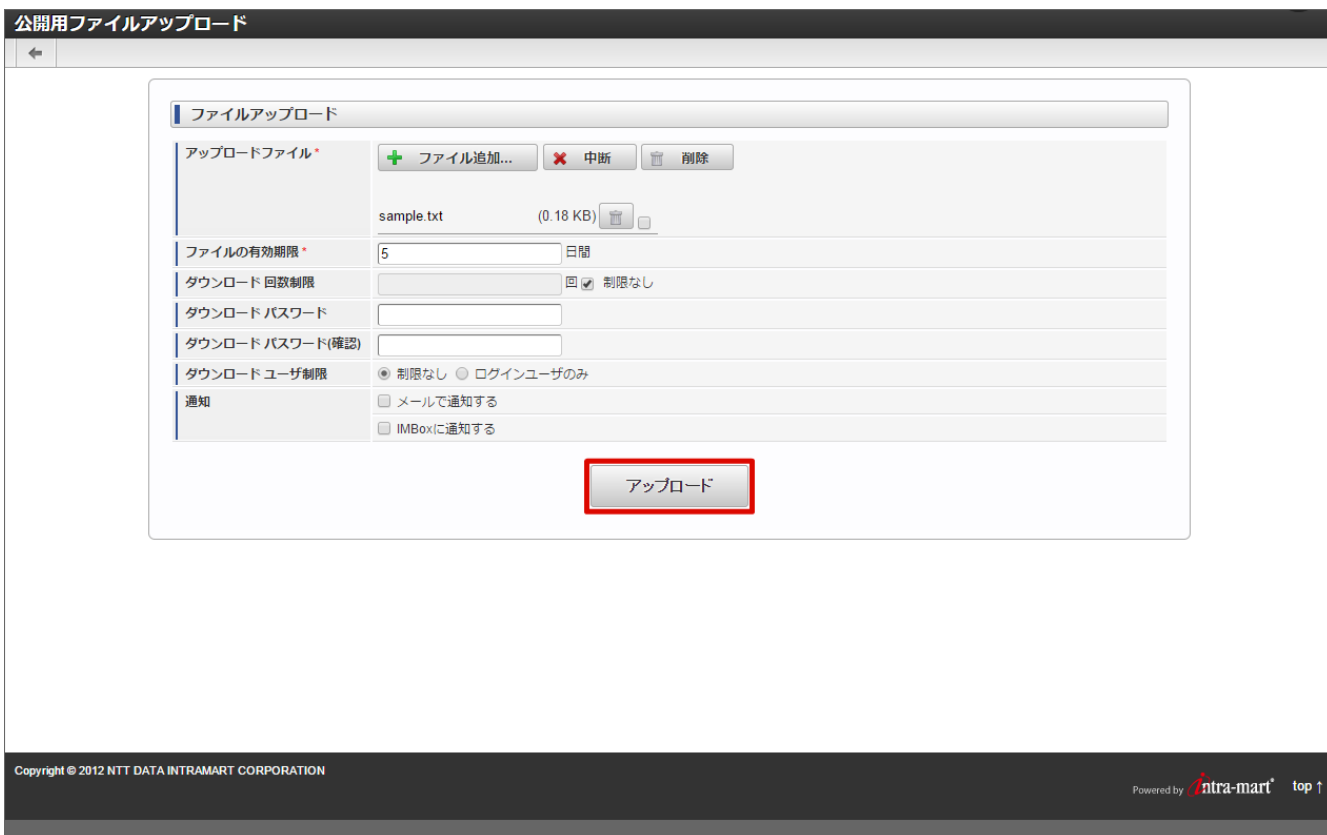 公開用ファイルアップロード
ファイルアップロード
アップロードファイル*
ファイル追加... 中断 削除
sample.txt (0.18 KB)
ファイルの有効期限* 5 日間
ダウンロード 回数制限 回 制限なし
ダウンロード パスワード
ダウンロード パスワード(確認)
ダウンロード ユーザ制限 制限なし ログインユーザのみ
通知 メールで通知する
IMBoxに通知する
アップロード
Copyright © 2012 NTT DATA INTRAMART CORPORATION
Powered by intra-mart® top↑